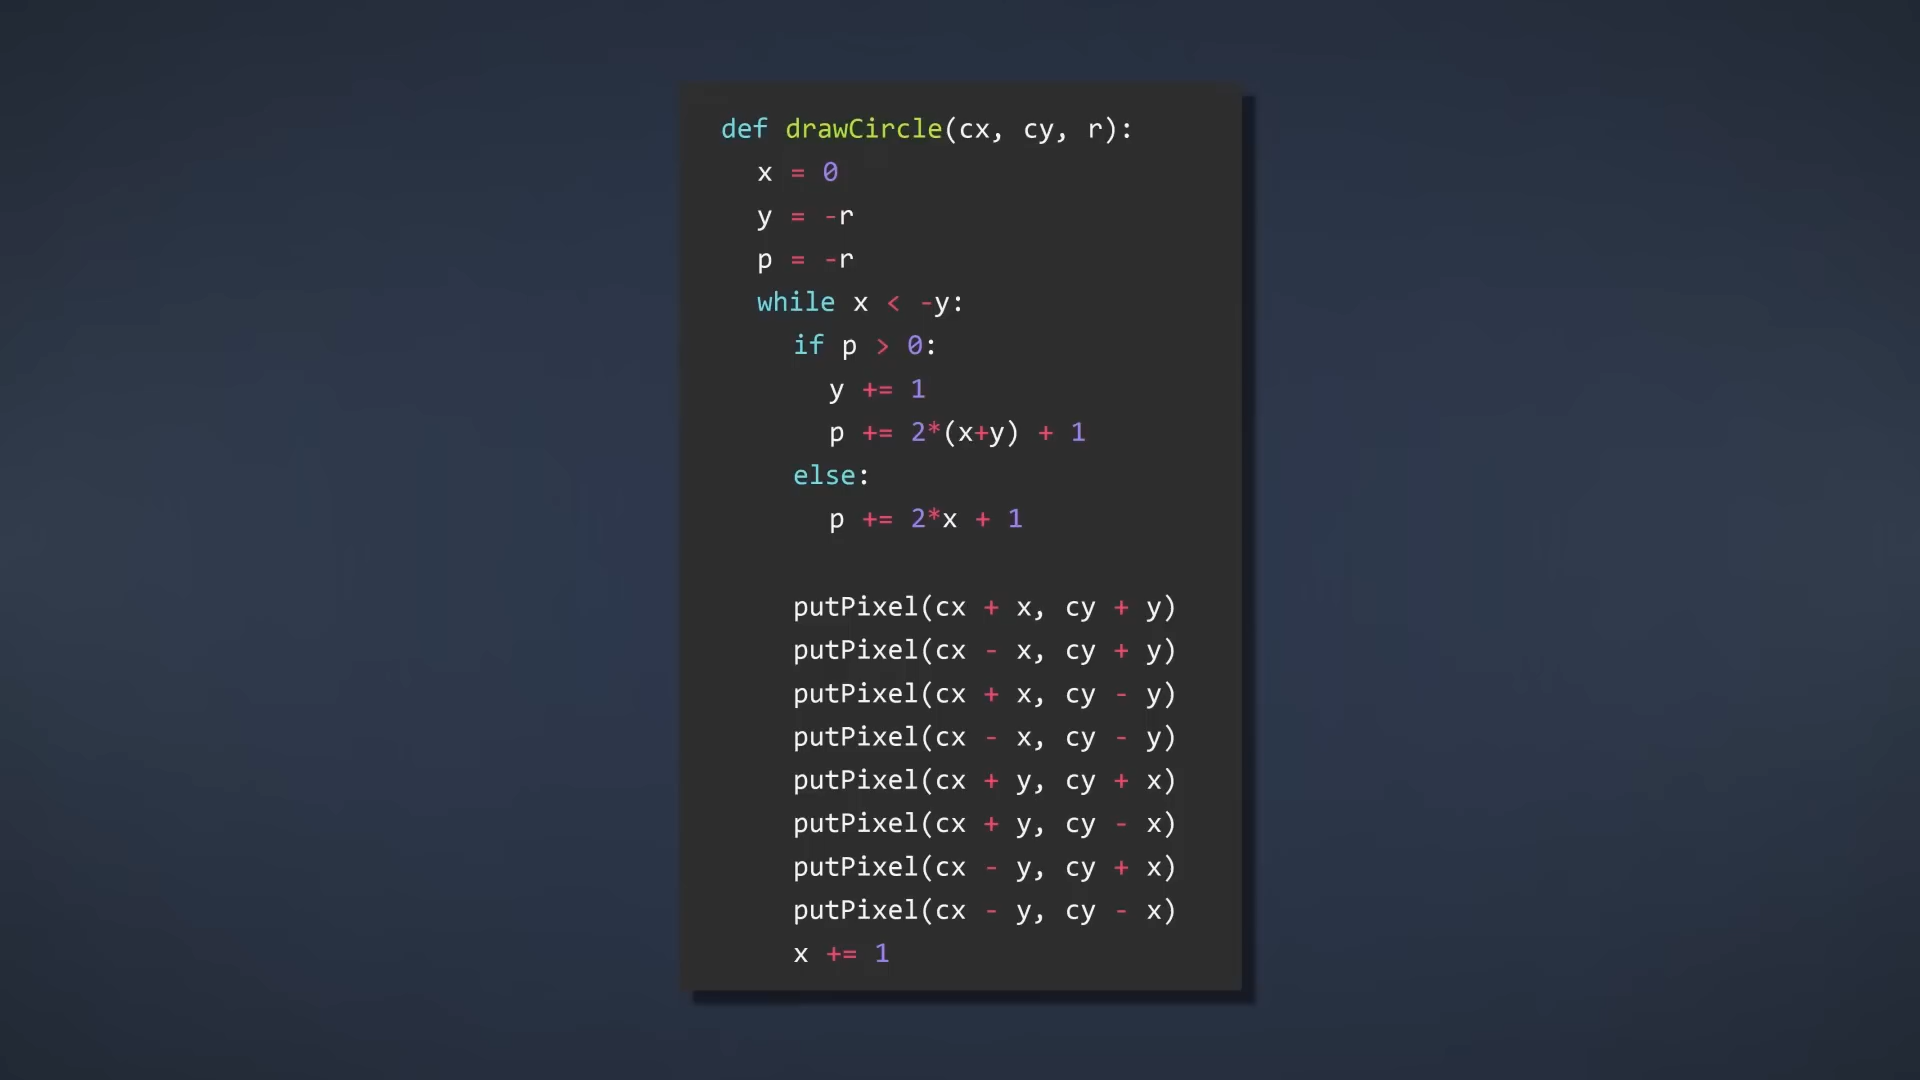 def drawCircle(cx, cy, r):
  x = 0
  y = -r
  p = -r
  while x < -y:
    if p > 0:
      y += 1
      p += 2*(x+y) + 1
    else:
      p += 2*x + 1

    putPixel(cx + x, cy + y)
    putPixel(cx - x, cy + y)
    putPixel(cx + x, cy - y)
    putPixel(cx - x, cy - y)
    putPixel(cx + y, cy + x)
    putPixel(cx + y, cy - x)
    putPixel(cx - y, cy + x)
    putPixel(cx - y, cy - x)
    x += 1